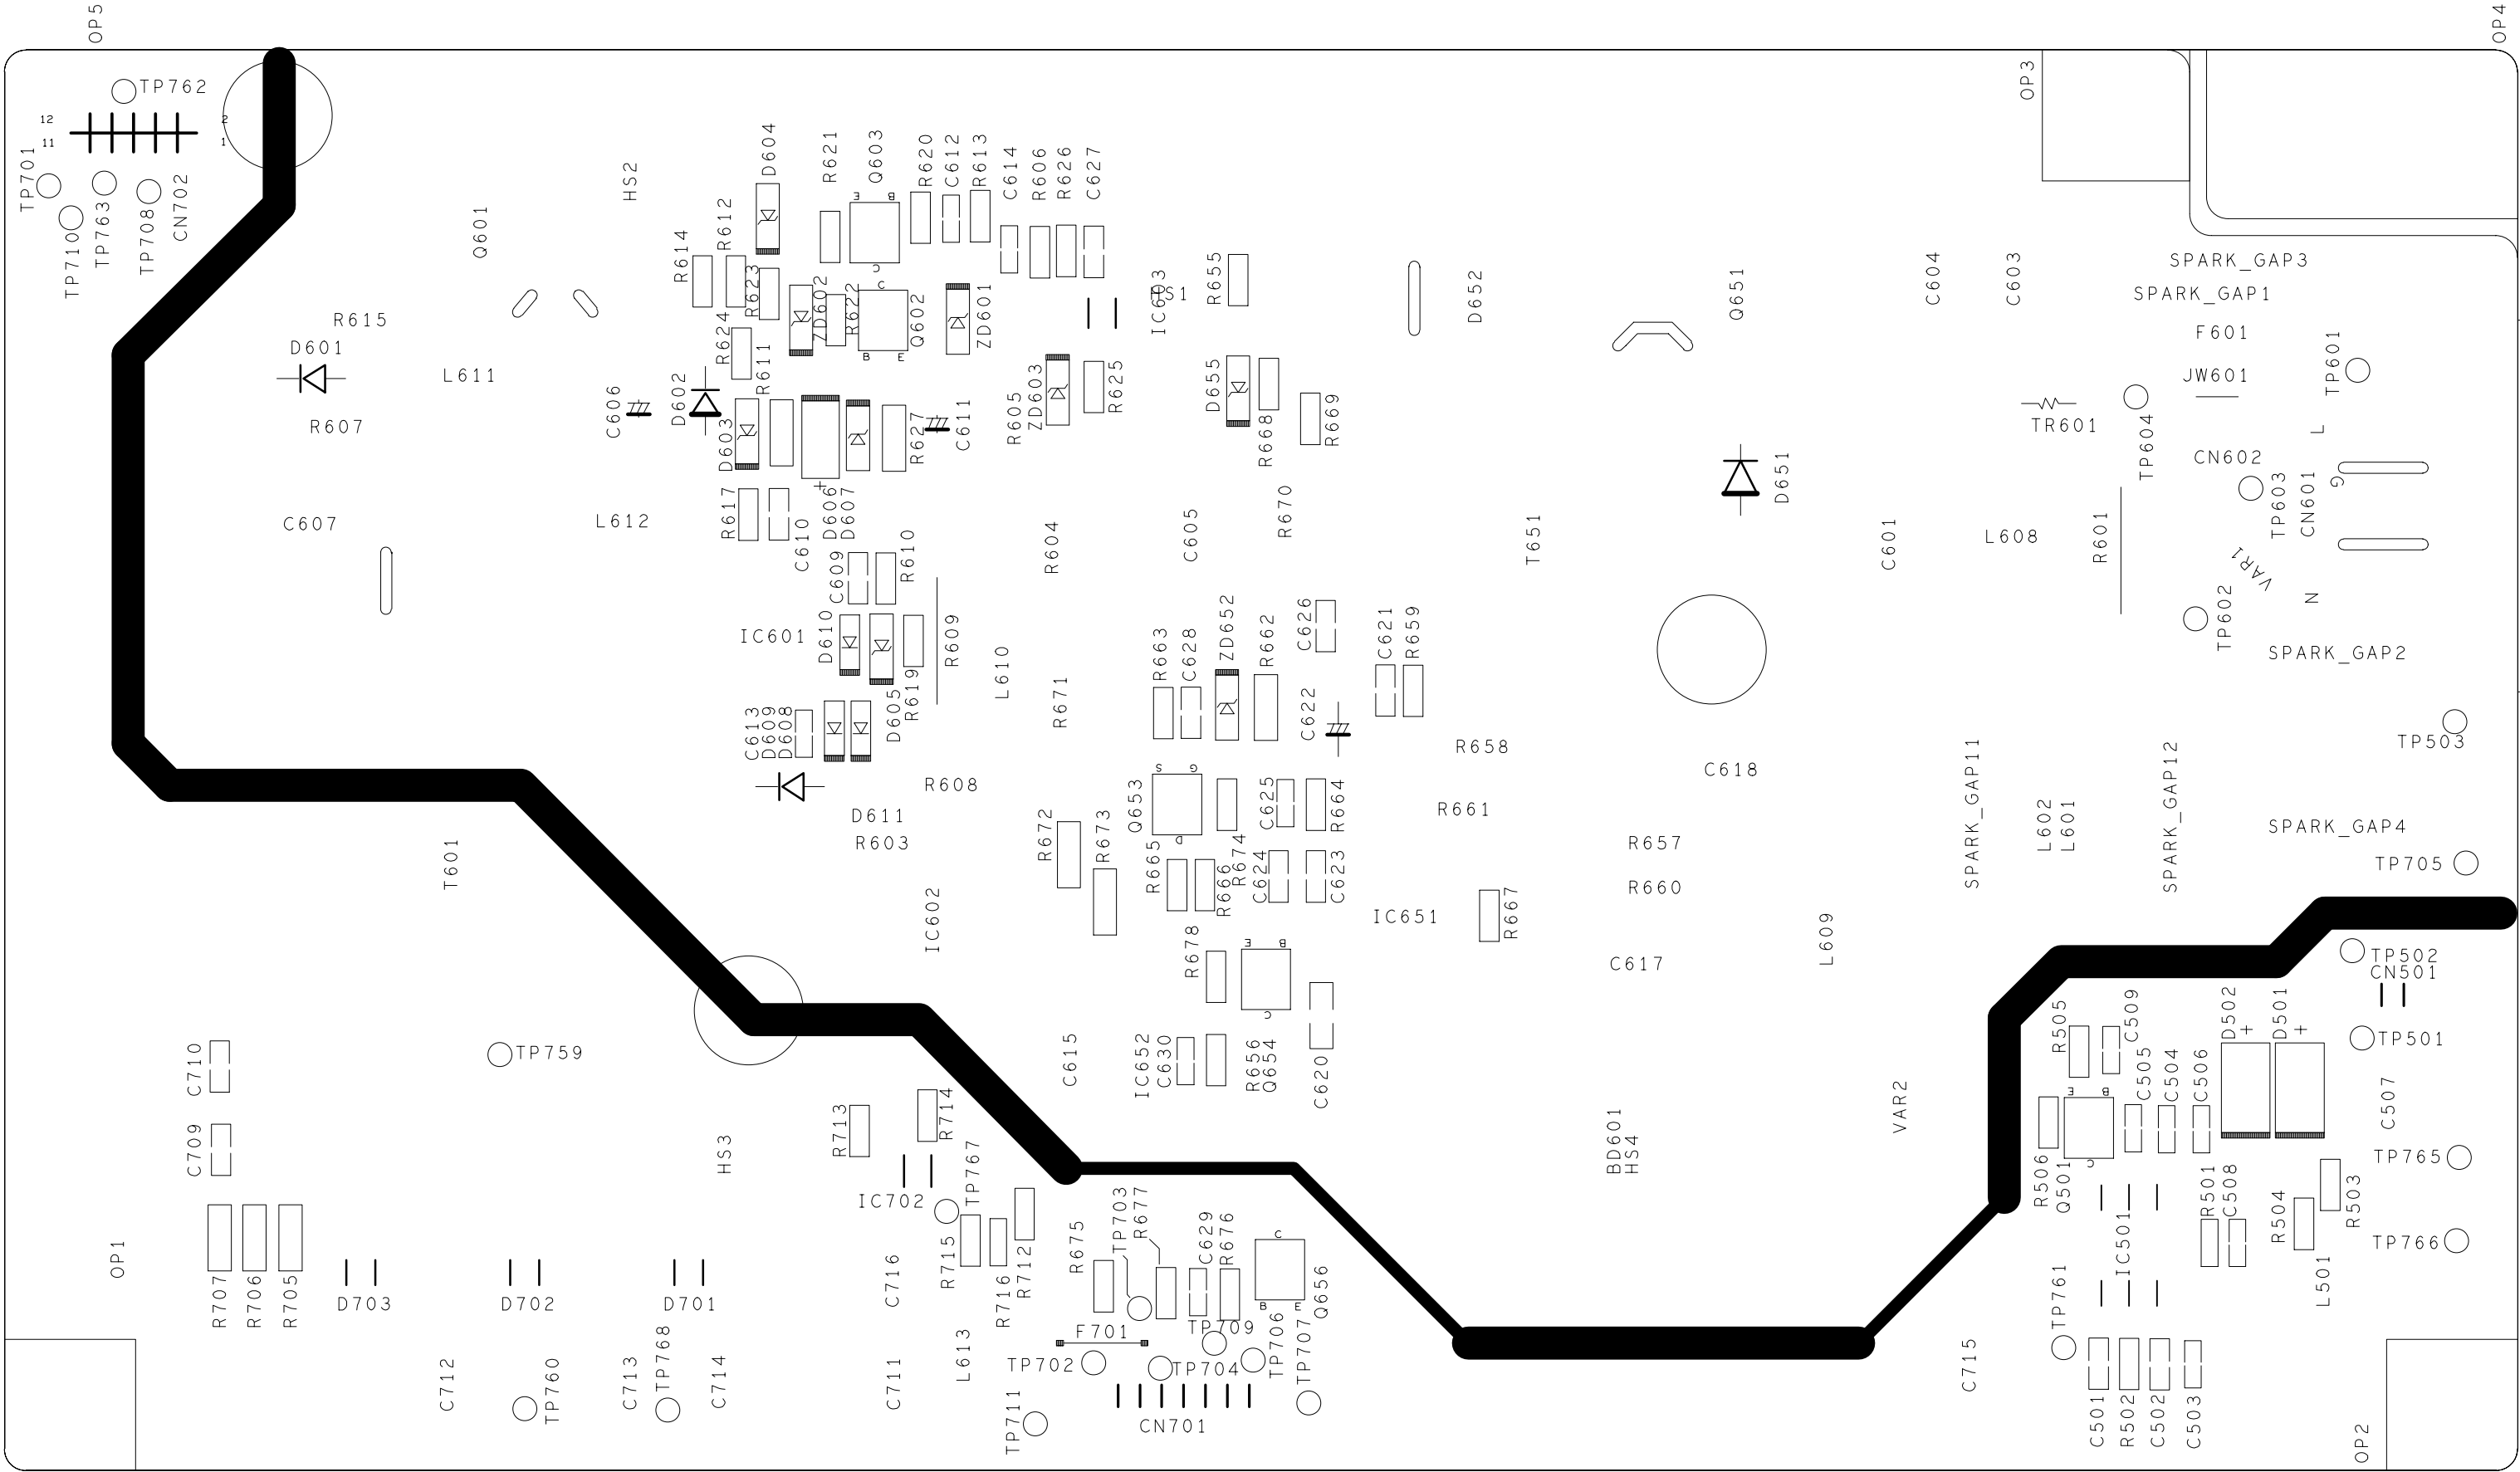 OP5
OP4
TP762
OP3
12
2
11
1
TP701
TP710
TP763
TP708
CN702
Q601
HS2
R614
R612
D604
R621
Q603
R620
C612
R613
C614
R606
R626
C627
E
B
C
R623
ZD602
R622
C
Q602
B
E
ZD601
IC603
HS1
R655
D652
Q651
C604
C603
SPARK_GAP3
SPARK_GAP1
F601
JW601
TP601
R615
D601
L611
R607
R624
R611
C606
D602
D603
R627
C611
R605
ZD603
R625
D655
R668
R669
TR601
TP604
L
CN602
TP603
CN601
G
D651
C607
L612
R617
C610
+
D606
D607
R604
C605
R670
T651
C601
L608
R601
VAR1
N
TP602
C609
R610
IC601
D610
R609
L610
R619
D605
C613
D609
D608
R671
R663
C628
ZD652
R662
C626
C622
C621
R659
SPARK_GAP2
TP503
R658
C618
R608
D611
R603
R661
R657
R660
SPARK_GAP11
L602
L601
SPARK_GAP12
SPARK_GAP4
TP705
T601
IC602
R672
R673
Q653
S
G
D
C625
R664
R665
R666
R674
C624
C623
IC651
R667
L609
C617
R678
E
B
C
TP502
CN501
TP501
C710
TP759
C615
IC652
C630
R656
Q654
C620
R505
C509
D502
+
D501
+
E
B
C
C505
C504
C506
C507
C709
HS3
R713
R714
TP767
IC702
BD601
HS4
VAR2
R506
Q501
TP765
R501
C508
R504
R503
TP766
IC501
L501
OP1
R707
R706
R705
D703
D702
D701
C716
R715
R716
R712
R675
TP703
R677
C629
R676
C
B
E
Q656
TP761
C712
TP760
C713
TP768
C714
C711
L613
F701
TP709
TP706
TP707
TP702
TP704
TP711
CN701
C715
C501
R502
C502
C503
OP2